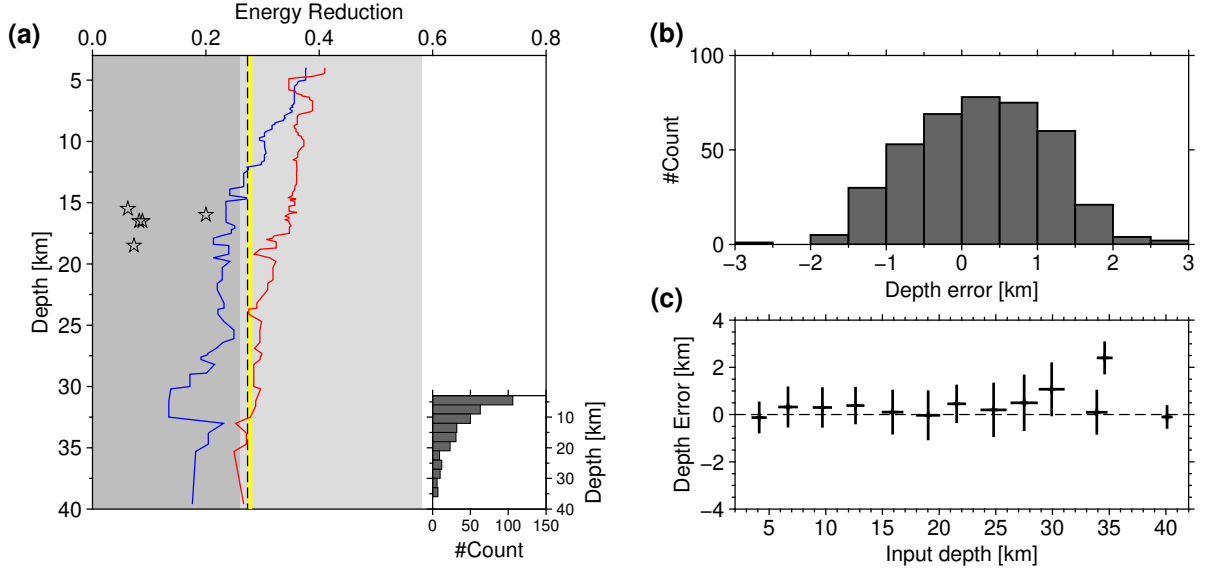 Energy Reduction
(a)
0.0 0.2 0.4 0.6 0.8
5
10
15
20
25
30
35
40
Depth [km]
10
20
30
40
Depth [km]
0 50 100 150
#Count
(b)
100
50
0
#Count
−3 −2 −1 0 1 2 3
Depth error [km]
(c)
4
2
0
−2
−4
Depth Error [km]
5 10 15 20 25 30 35 40
Input depth [km]